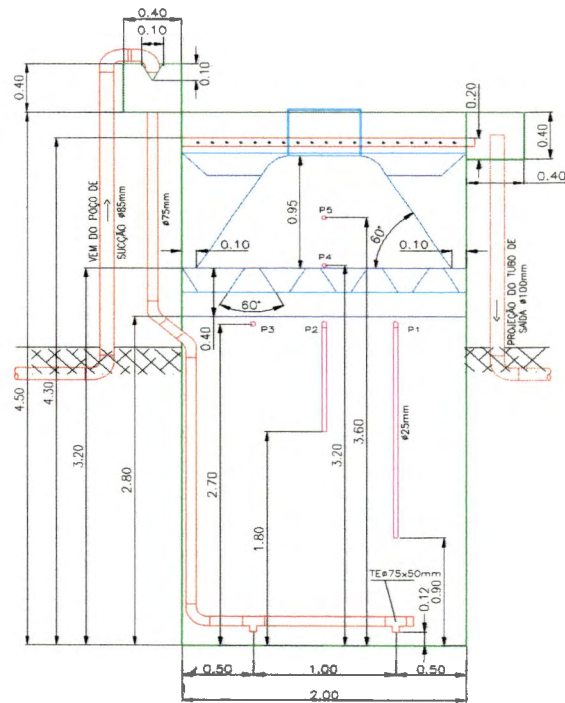 0.40
0.10
0.10
0.40
0.20
0.40
0.40
VEM DO POÇO DE
SUCÇÃO ø85mm
ø75mm
0.95
P5
60°
0.10
0.10
P4
PROJEÇÃO DO TUBO DE
SAÍDA ø100mm
60°
0.40
P3
P2
P1
4.50
4.30
3.20
2.80
2.70
1.80
3.20
3.60
ø25mm
0.90
0.12
TEø75x50mm
0.50
1.00
0.50
2.00